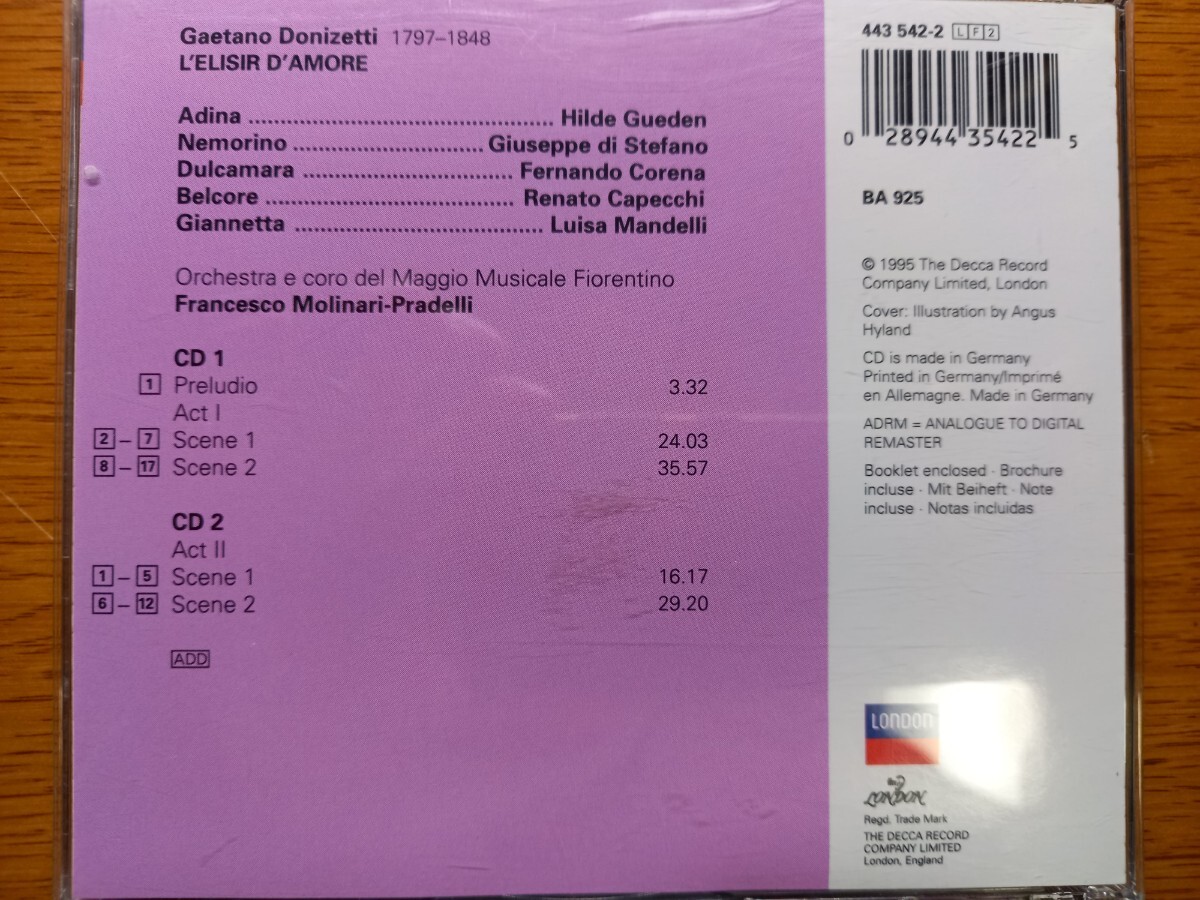 Gaetano Donizetti 1797–1848
L'ELISIR D'AMORE
Adina ............................................... Hilde Gueden
Nemorino ............................ Giuseppe di Stefano
Dulcamara ............................... Fernando Corena
Belcore ..................................... Renato Capecchi
Giannetta ..................................... Luisa Mandelli
Orchestra e coro del Maggio Musicale Fiorentino
Francesco Molinari-Pradelli
CD 1
1 Preludio 3.32
Act I
2 – 7 Scene 1 24.03
8 – 17 Scene 2 35.57
CD 2
Act II
1 – 5 Scene 1 16.17
6 – 12 Scene 2 29.20
ADD
443 542-2 L F 2
0 28944 35422 5
BA 925
© 1995 The Decca Record
Company Limited, London
Cover: Illustration by Angus
Hyland
CD is made in Germany
Printed in Germany/Imprimé
en Allemagne. Made in Germany
ADRM = ANALOGUE TO DIGITAL
REMASTER
Booklet enclosed · Brochure
incluse · Mit Beiheft · Note
incluse · Notas incluidas
LONDON
LONDON
Regd. Trade Mark
THE DECCA RECORD
COMPANY LIMITED
London, England